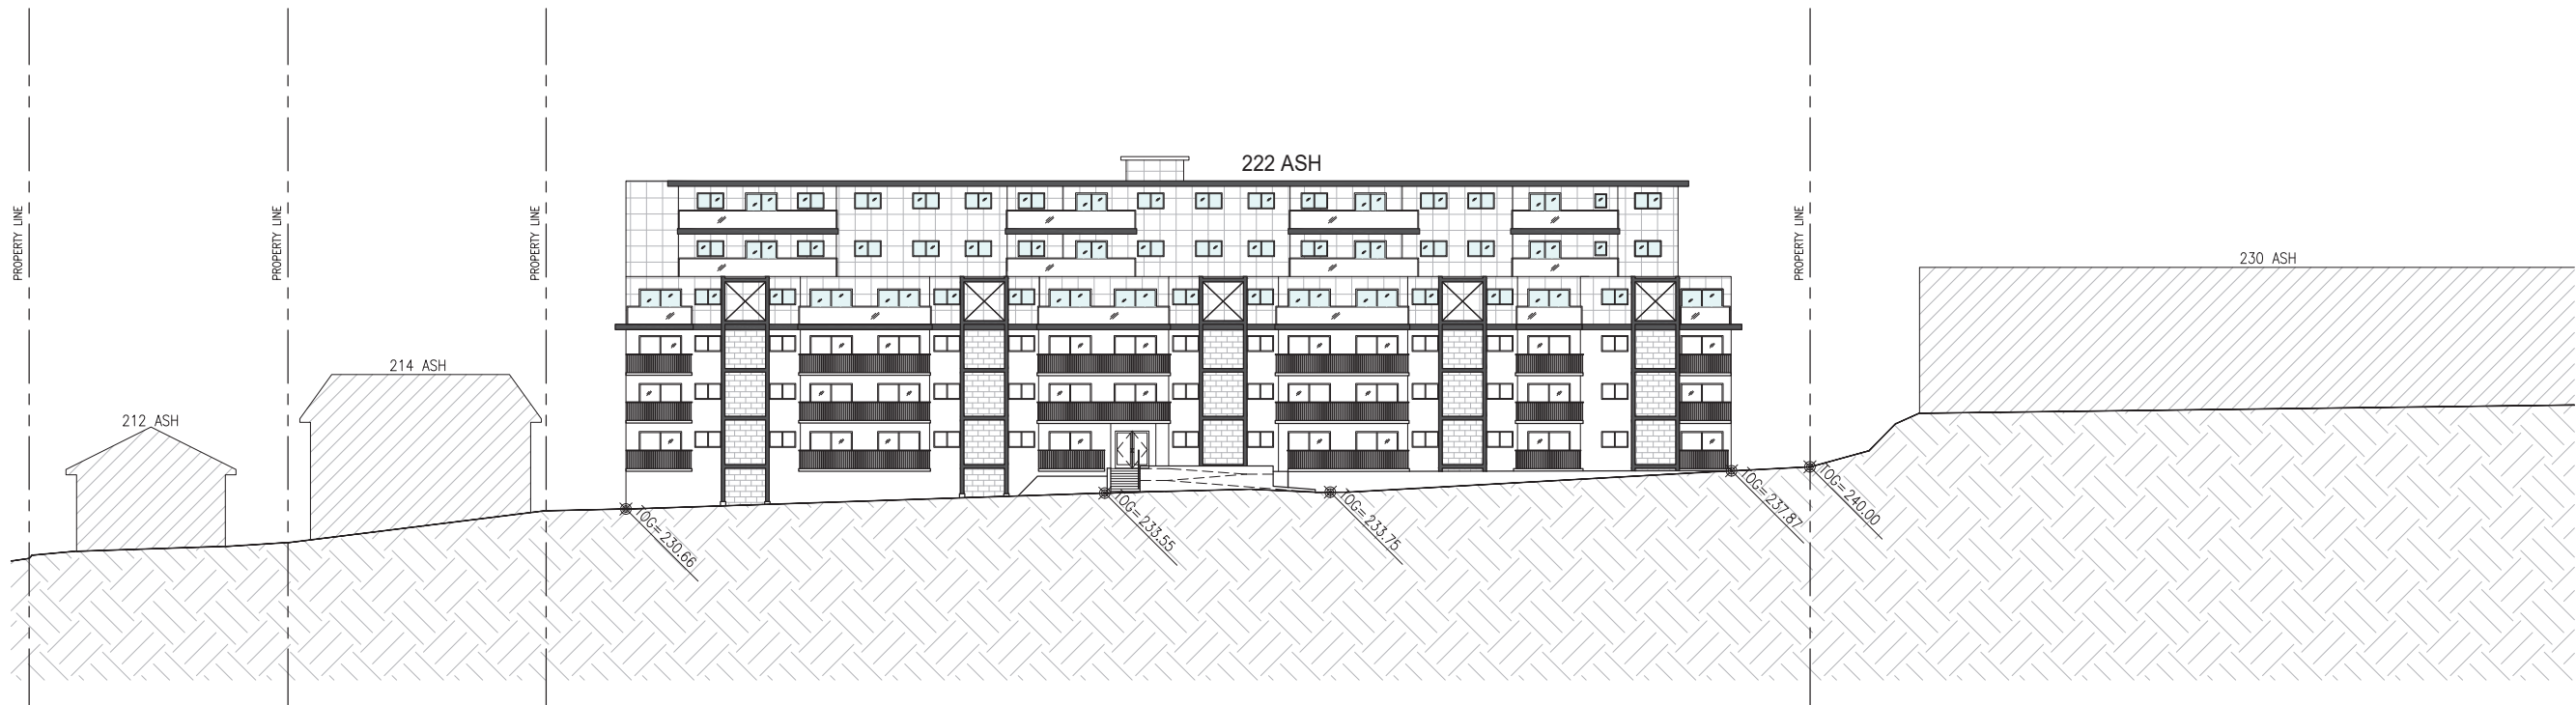 222 ASH
PROPERTY LINE
PROPERTY LINE
PROPERTY LINE
PROPERTY LINE
230 ASH
214 ASH
212 ASH
TOG= 230.66
TOG= 233.55
TOG= 233.75
TOG= 237.87
TOG= 240.00